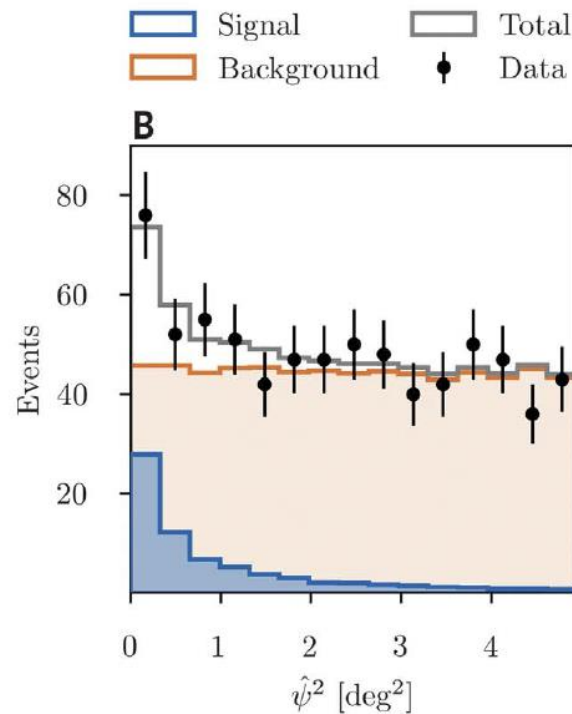 Signal
Total
Background
Data
B
80
60
40
20
Events
0 1 2 3 4
ψ̂² [deg²]